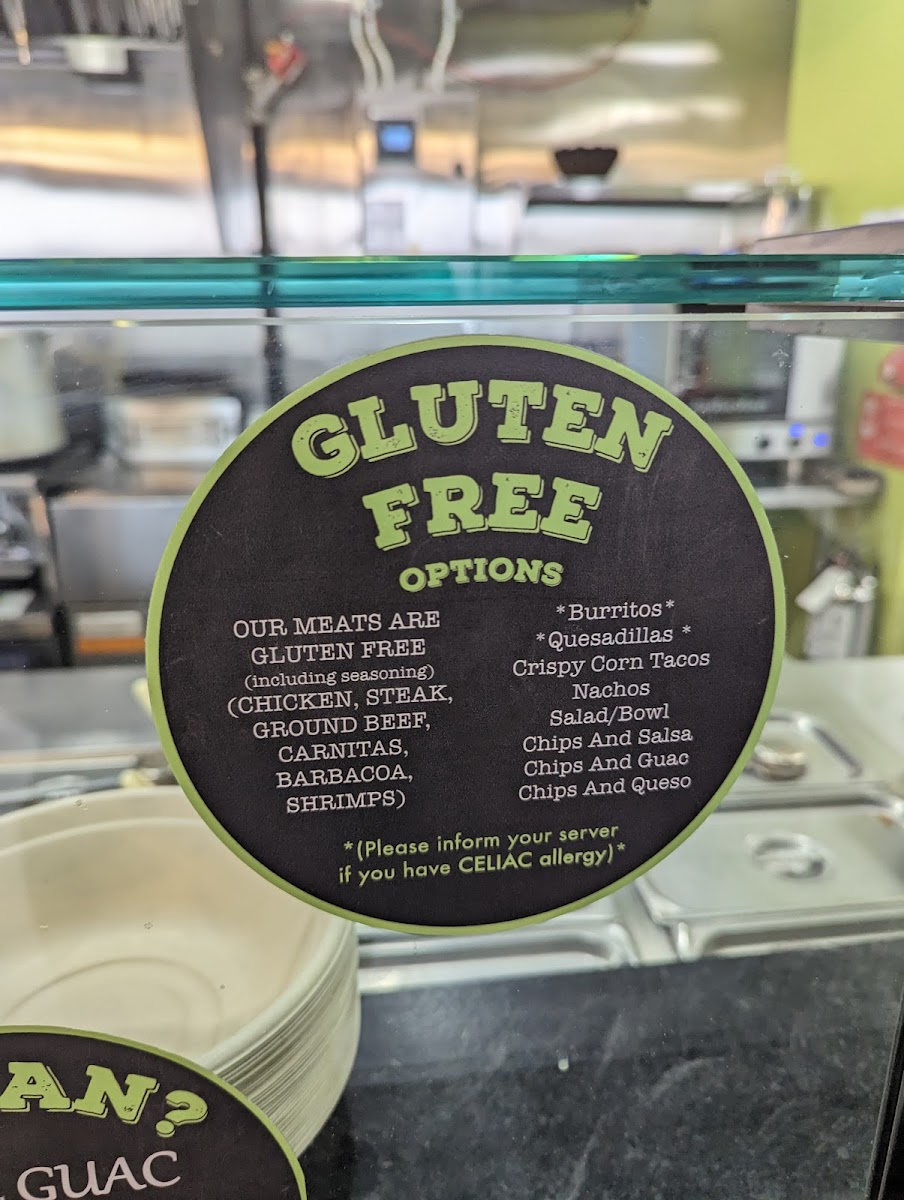 GLUTEN
FREE
OPTIONS
OUR MEATS ARE
GLUTEN FREE
(including seasoning)
(CHICKEN, STEAK,
GROUND BEEF,
CARNITAS,
BARBACOA,
SHRIMPS)
*Burritos*
*Quesadillas *
Crispy Corn Tacos
Nachos
Salad/Bowl
Chips And Salsa
Chips And Guac
Chips And Queso
*(Please inform your server
if you have CELIAC allergy)*
AN?
GUAC